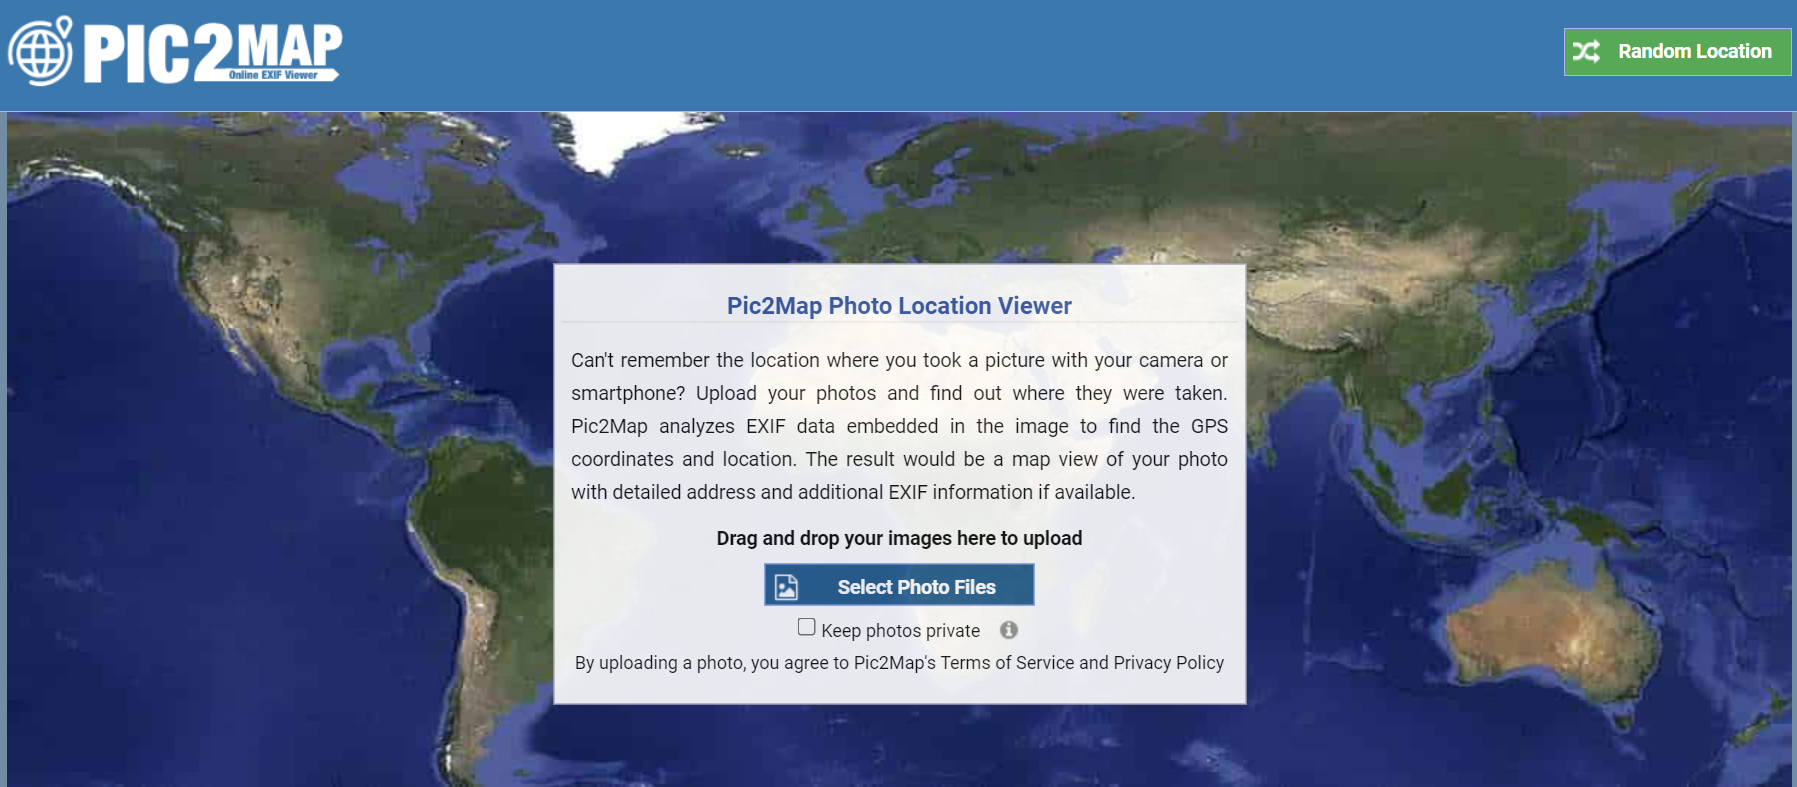 PIC2MAP
Online EXIF Viewer
Random Location
Pic2Map Photo Location Viewer
Can't remember the location where you took a picture with your camera or
smartphone? Upload your photos and find out where they were taken.
Pic2Map analyzes EXIF data embedded in the image to find the GPS
coordinates and location. The result would be a map view of your photo
with detailed address and additional EXIF information if available.
Drag and drop your images here to upload
Select Photo Files
Keep photos private
By uploading a photo, you agree to Pic2Map's Terms of Service and Privacy Policy